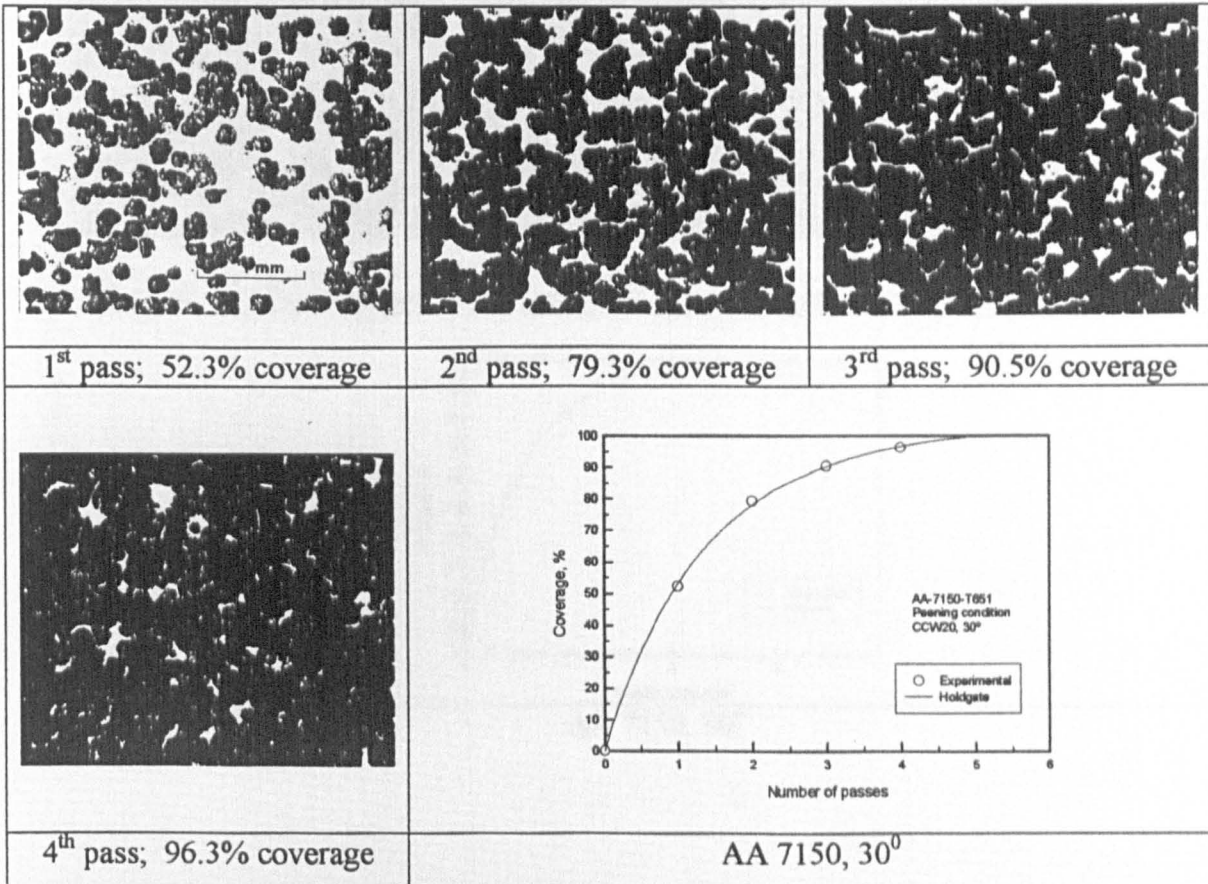 1 mm
1st pass; 52.3% coverage
2nd pass; 79.3% coverage
3rd pass; 90.5% coverage
100
90
80
70
60
50
40
30
20
10
0
Coverage, %
0 1 2 3 4 5 6
Number of passes
AA-7150-T651
Peening condition
CCW20, 30º
Experimental
Holdgate
4th pass; 96.3% coverage
AA 7150, 30⁰